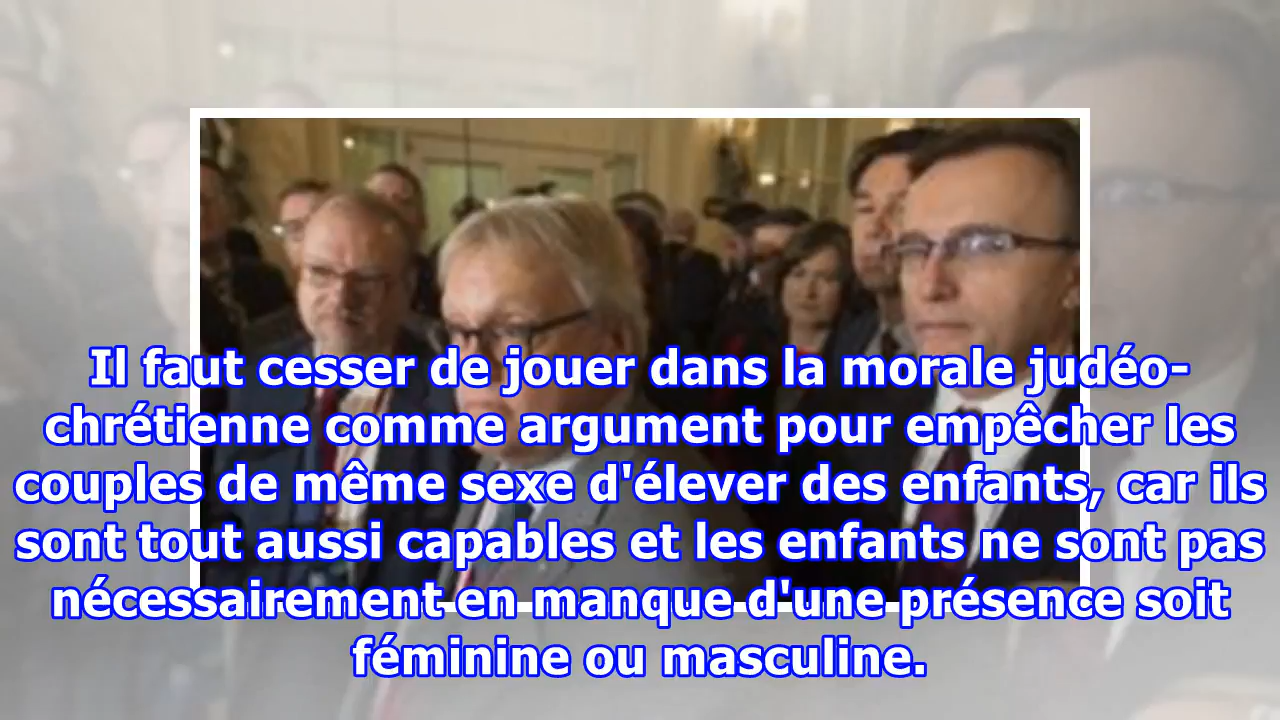 Il faut cesser de jouer dans la morale judéo-
chrétienne comme argument pour empêcher les
couples de même sexe d'élever des enfants, car ils
sont tout aussi capables et les enfants ne sont pas
nécessairement en manque d'une présence soit
féminine ou masculine.